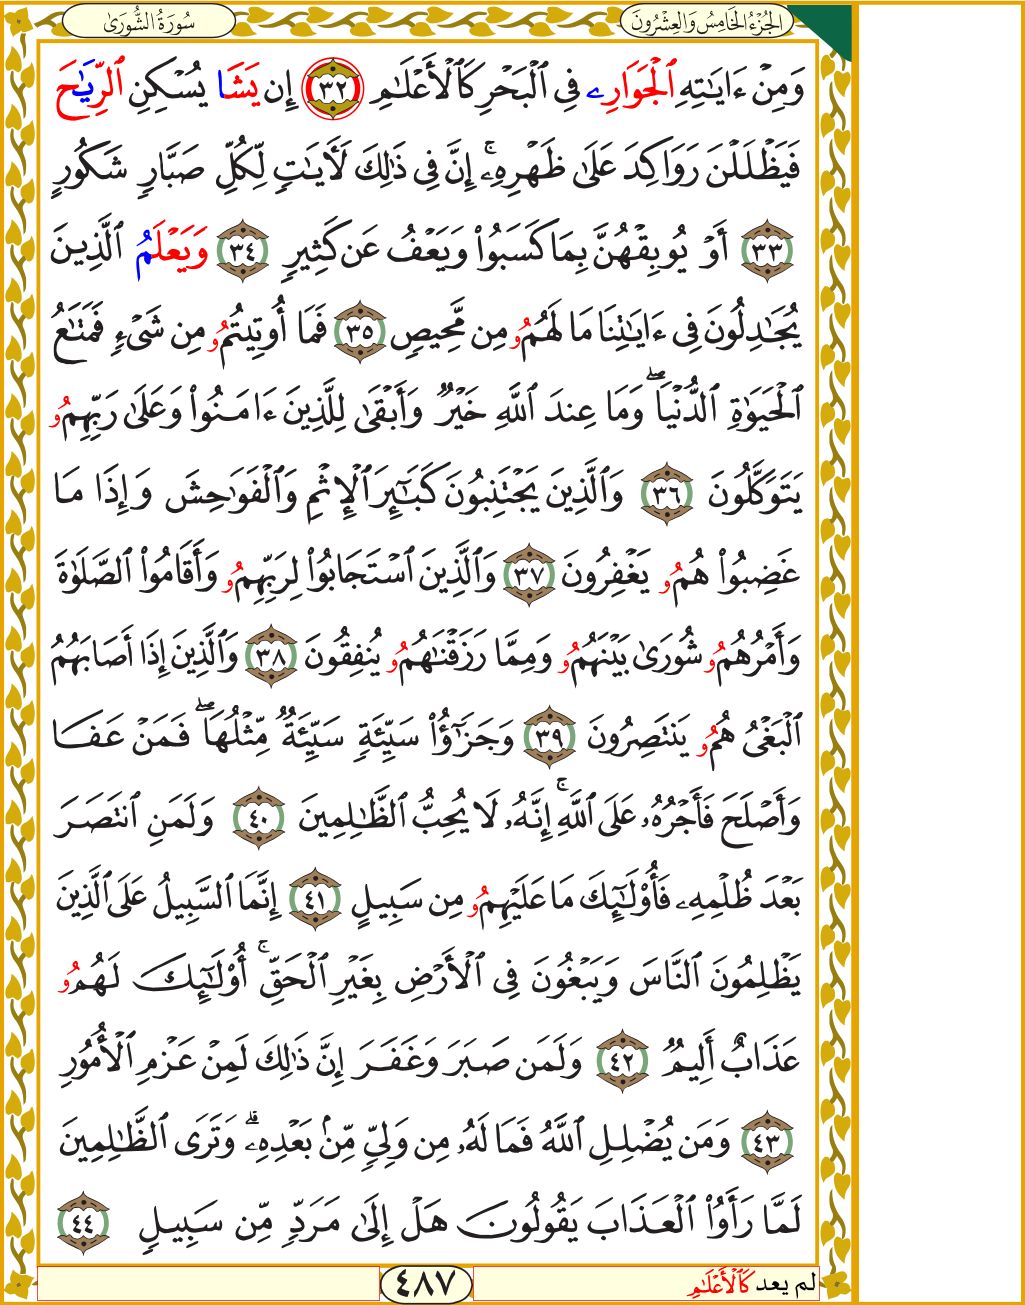 الجُزْءُ الخَامِسُ وَالعِشْرُونَ
سُورَةُ الشُّورَىٰ
وَمِنْ ءَايَٰتِهِ ٱلْجَوَارِۦ فِى ٱلْبَحْرِ كَٱلْأَعْلَٰمِ ٣٢ إِن يَشَا يُسْكِنِ ٱلرِّيَٰحَ
فَيَظْلَلْنَ رَوَاكِدَ عَلَىٰ ظَهْرِهِۦٓ ۚ إِنَّ فِى ذَٰلِكَ لَأَيَٰتٍ لِّكُلِّ صَبَّارٍ شَكُورٍ
٣٣ أَوْ يُوبِقْهُنَّ بِمَا كَسَبُوا۟ وَيَعْفُ عَن كَثِيرٍ ٣٤ وَيَعْلَمُ ٱلَّذِينَ
يُجَٰدِلُونَ فِىٓ ءَايَٰتِنَا مَا لَهُمُۥ مِن مَّحِيصٍ ٣٥ فَمَآ أُوتِيتُمُۥ مِن شَىْءٍ فَمَتَٰعُ
ٱلْحَيَوٰةِ ٱلدُّنْيَا ۖ وَمَا عِندَ ٱللَّهِ خَيْرٌ وَأَبْقَىٰ لِلَّذِينَ ءَامَنُوا۟ وَعَلَىٰ رَبِّهِمُۥ
يَتَوَكَّلُونَ ٣٦ وَٱلَّذِينَ يَجْتَنِبُونَ كَبَٰٓئِرَ ٱلْإِثْمِ وَٱلْفَوَٰحِشَ وَإِذَا مَا
غَضِبُوا۟ هُمُۥ يَغْفِرُونَ ٣٧ وَٱلَّذِينَ ٱسْتَجَابُوا۟ لِرَبِّهِمُۥ وَأَقَامُوا۟ ٱلصَّلَوٰةَ
وَأَمْرُهُمُۥ شُورَىٰ بَيْنَهُمُۥ وَمِمَّا رَزَقْنَٰهُمُۥ يُنفِقُونَ ٣٨ وَٱلَّذِينَ إِذَآ أَصَابَهُمُ
ٱلْبَغْىُ هُمُۥ يَنتَصِرُونَ ٣٩ وَجَزَٰٓؤُا۟ سَيِّئَةٍ سَيِّئَةٌ مِّثْلُهَا ۖ فَمَنْ عَفَا
وَأَصْلَحَ فَأَجْرُهُۥ عَلَى ٱللَّهِ ۚ إِنَّهُۥ لَا يُحِبُّ ٱلظَّٰلِمِينَ ٤٠ وَلَمَنِ ٱنتَصَرَ
بَعْدَ ظُلْمِهِۦ فَأُو۟لَٰٓئِكَ مَا عَلَيْهِمُۥ مِن سَبِيلٍ ٤١ إِنَّمَا ٱلسَّبِيلُ عَلَى ٱلَّذِينَ
يَظْلِمُونَ ٱلنَّاسَ وَيَبْغُونَ فِى ٱلْأَرْضِ بِغَيْرِ ٱلْحَقِّ ۚ أُو۟لَٰٓئِكَ لَهُمُۥ
عَذَابٌ أَلِيمٌ ٤٢ وَلَمَن صَبَرَ وَغَفَرَ إِنَّ ذَٰلِكَ لَمِنْ عَزْمِ ٱلْأُمُورِ
٤٣ وَمَن يُضْلِلِ ٱللَّهُ فَمَا لَهُۥ مِن وَلِىٍّ مِّنۢ بَعْدِهِۦ ۗ وَتَرَى ٱلظَّٰلِمِينَ
لَمَّا رَأَوُا۟ ٱلْعَذَابَ يَقُولُونَ هَلْ إِلَىٰ مَرَدٍّ مِّن سَبِيلٍ ٤٤
لم يعد كَٱلْأَعْلَٰمِ
٤٨٧